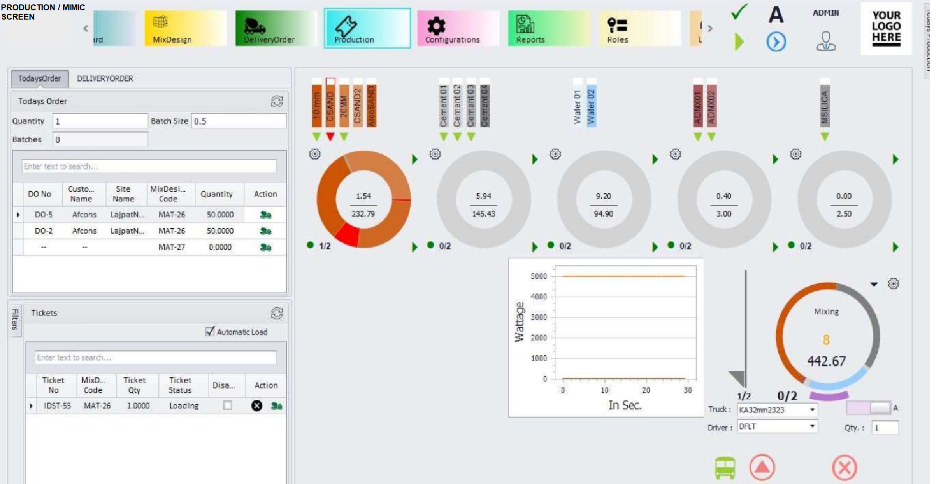 PRODUCTION / MIMIC
SCREEN
MixDesign
DeliveryOrder
Production
Configurations
Reports
Roles
A
ADMIN
YOUR
LOGO
HERE
TodaysOrder
DELIVERYORDER
Todays Order
Quantity 1 Batch Size 0.5
Batches 0
Enter text to search...
DO No Custo... Name Site Name MixDesi... Code Quantity Action
DO-5 Afcons LajpatN... MAT-26 50.0000
DO-2 Afcons LajpatN... MAT-26 50.0000
-- -- MAT-27 0.0000
Filters
Tickets
Automatic Load
Enter text to search...
Ticket No MixD... Code Ticket Qty Ticket Status Disa... Action
IDST-55 MAT-26 1.0000 Loading
10 mm
CSAND
20MM
CSAND2
Cement 01
Cement 02
Cement 03
Cement 04
Water 01
Water 02
ADMX01
ADMX02
MSILICA
1.54
232.79
1/2
5.94
145.43
0/2
9.20
94.90
0/2
0.40
3.00
0/2
0.00
2.50
0/2
Wattage
5000
4000
3000
2000
1000
0
0 10 20 30
In Sec.
Mixing
8
442.67
1/2
0/2
Truck : KA32mm2323
A
Driver : DFLT
Qty. : 1